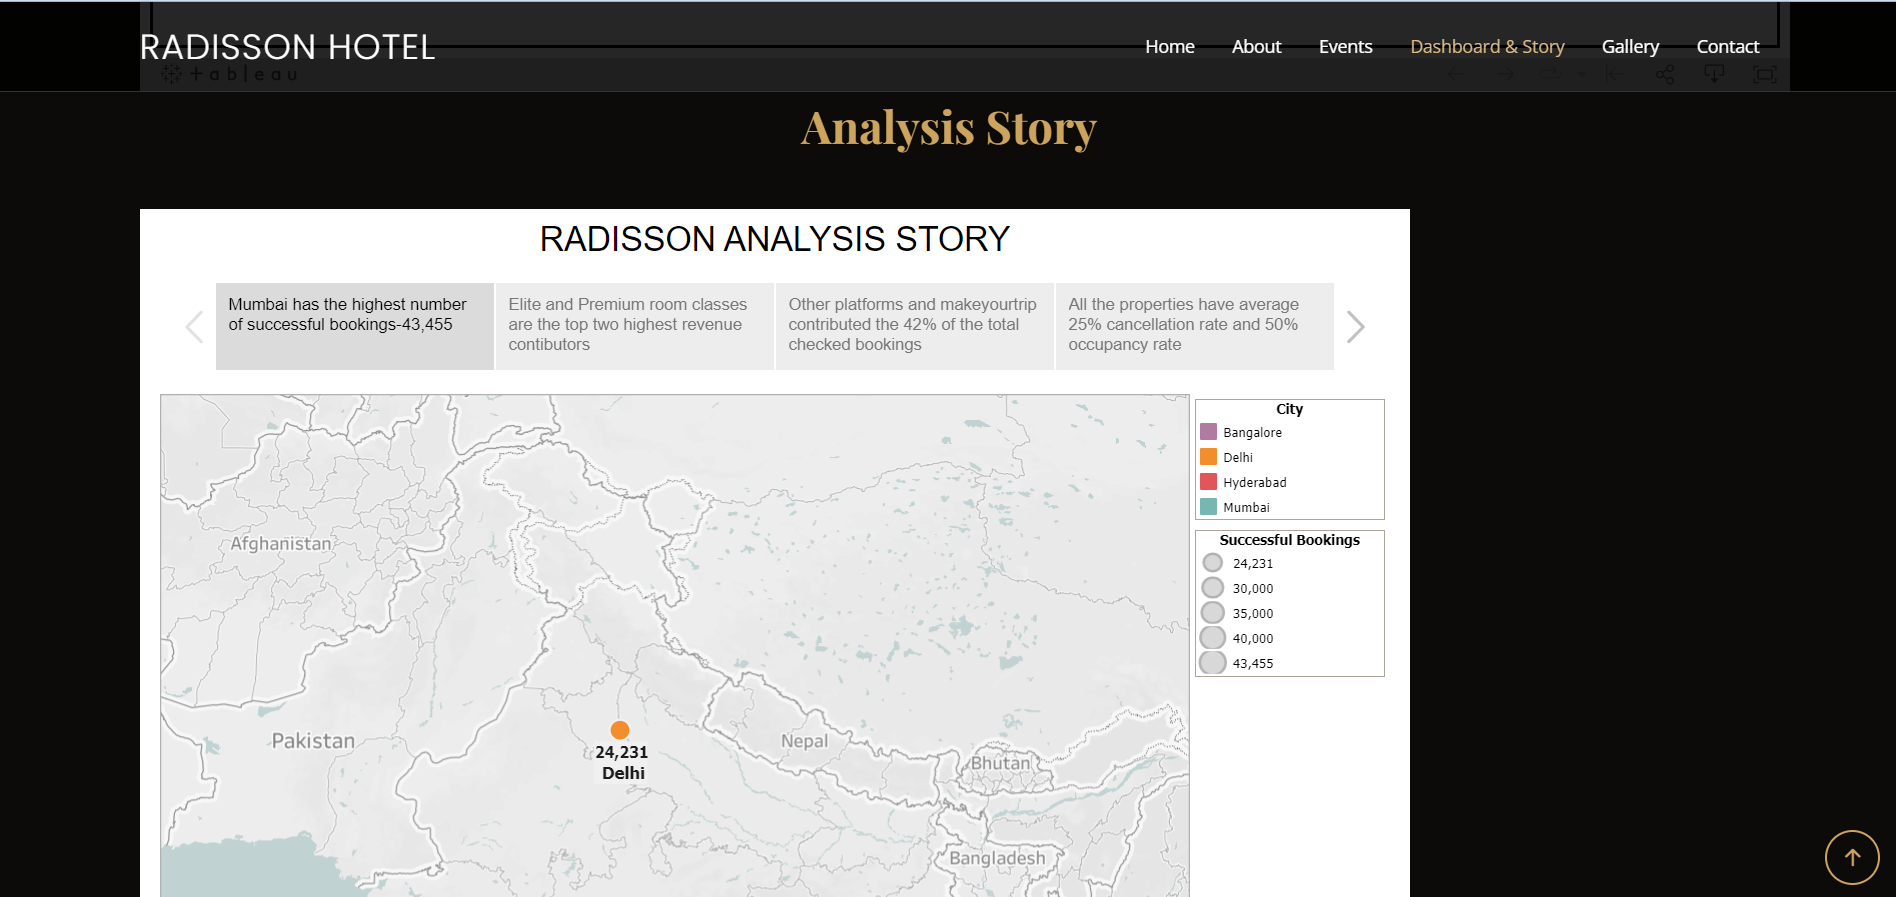 RADISSON HOTEL
Home About Events Dashboard & Story Gallery Contact
+ a b | e a u
Analysis Story
RADISSON ANALYSIS STORY
Mumbai has the highest number
of successful bookings-43,455
Elite and Premium room classes
are the top two highest revenue
contibutors
Other platforms and makeyourtrip
contributed the 42% of the total
checked bookings
All the properties have average
25% cancellation rate and 50%
occupancy rate
City
Bangalore
Delhi
Hyderabad
Mumbai
Successful Bookings
24,231
30,000
35,000
40,000
43,455
Afghanistan
Pakistan
24,231
Delhi
Nepal
Bhutan
Bangladesh